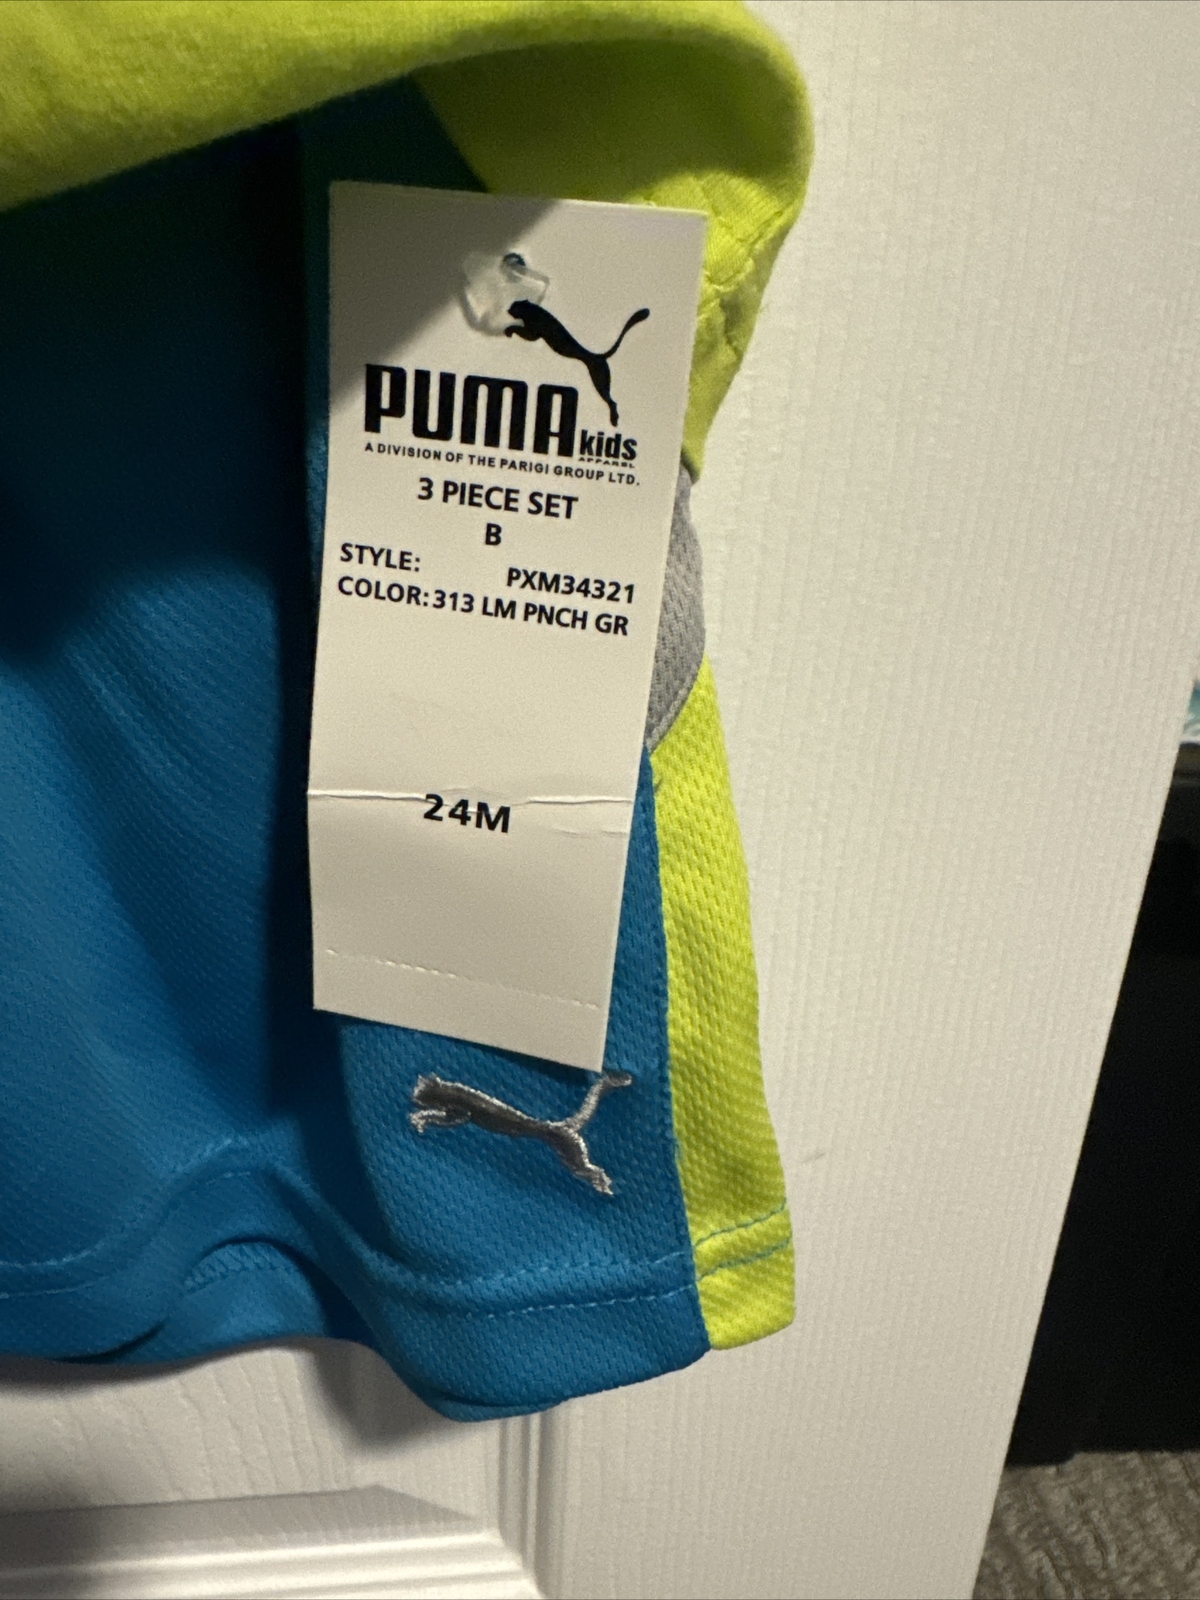 PUMA kids
APPAREL
A DIVISION OF THE PARIGI GROUP LTD.
3 PIECE SET
B
STYLE: PXM34321
COLOR:313 LM PNCH GR
24M